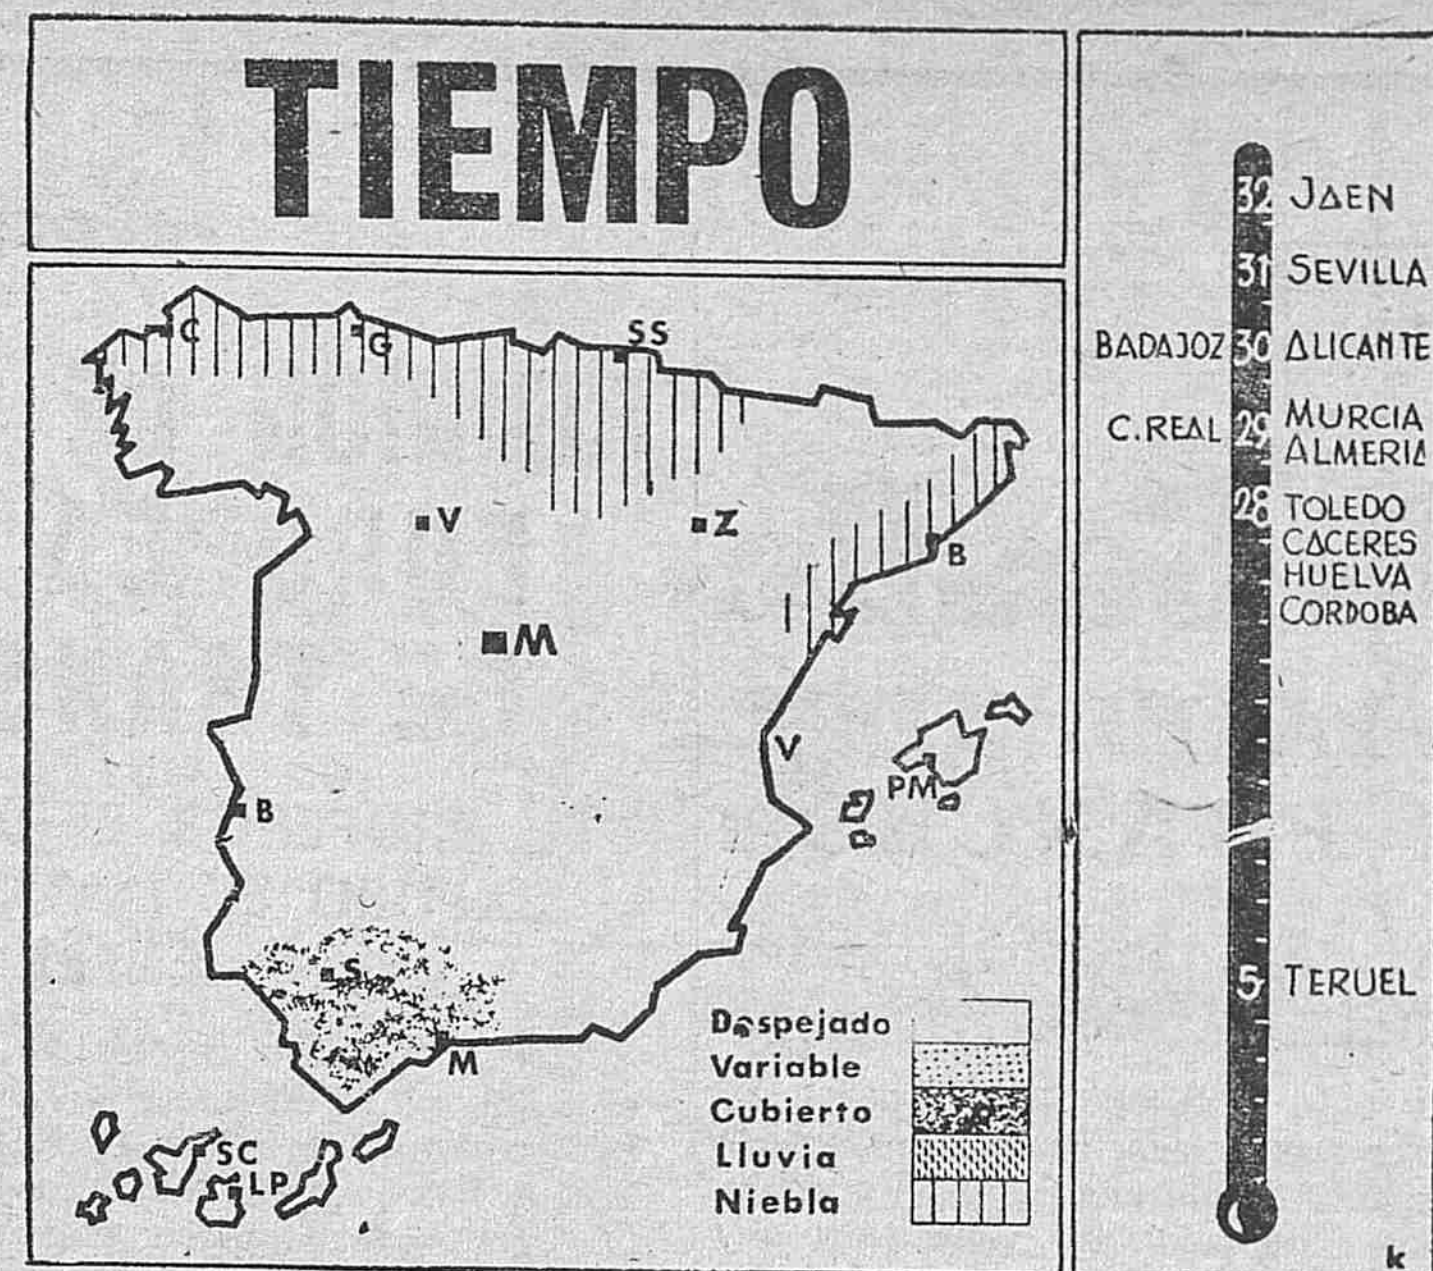 TIEMPO
C
G
SS
V
Z
B
M
V
PM
B
S
M
SC
LP
Despejado
Variable
Cubierto
Lluvia
Niebla
32 JAEN
31 SEVILLA
BADAJOZ 30 ALICANTE
C.REAL 29 MURCIA
ALMERIA
28 TOLEDO
CACERES
HUELVA
CORDOBA
5 TERUEL
k